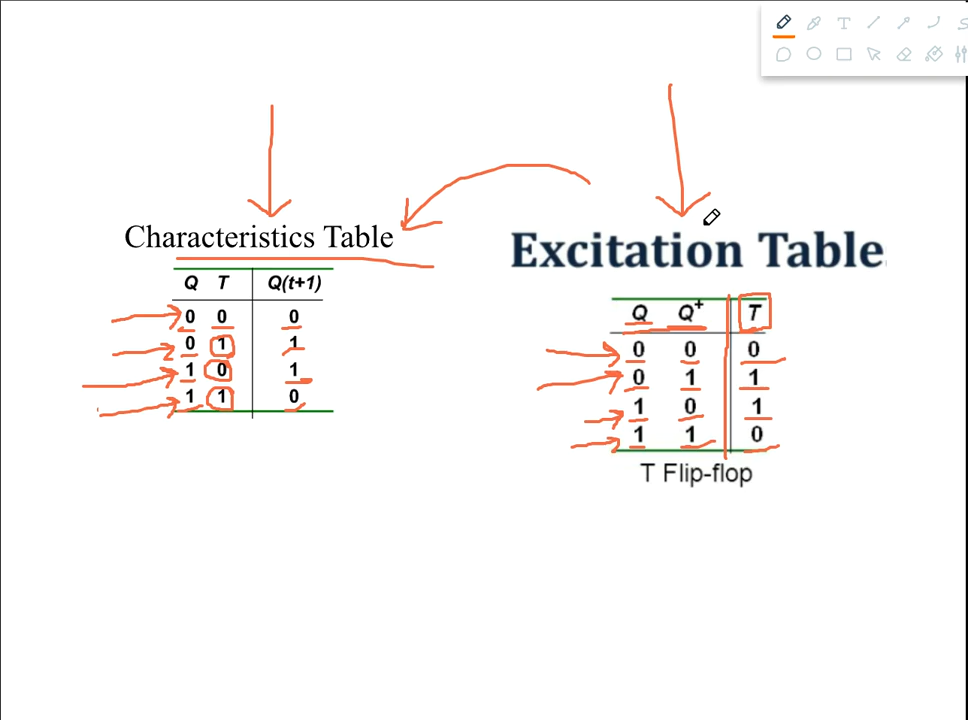 Characteristics Table
Q T Q(t+1)
0 0 0
0 1 1
1 0 1
1 1 0
Excitation Table
Q Q+ T
0 0 0
0 1 1
1 0 1
1 1 0
T Flip-flop
T